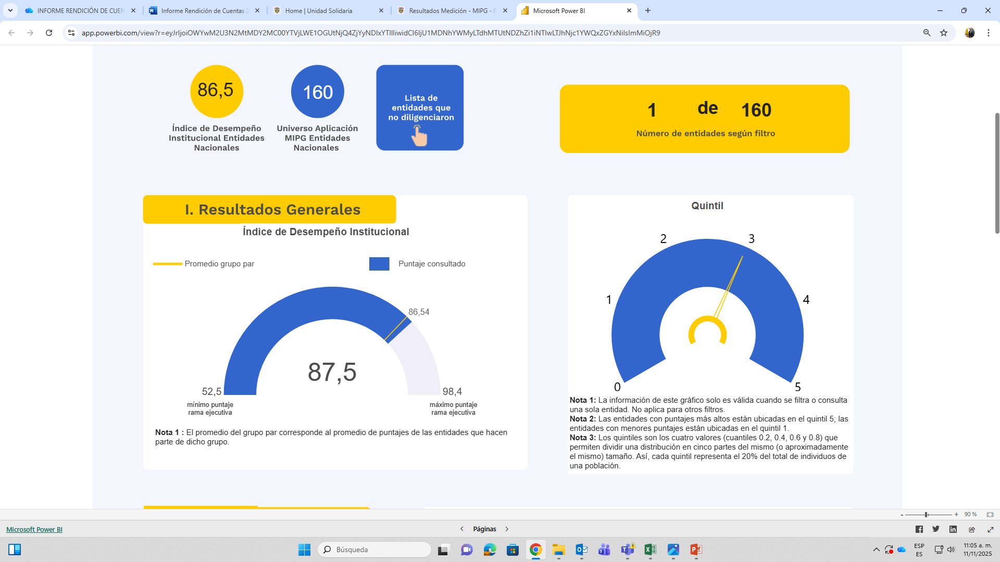 INFORME RENDICIÓN DE CUEN
Informe Rendición de Cuentas 2
Home | Unidad Solidaria
Resultados Medición - MIPG - F
Microsoft Power BI
86,5
Índice de Desempeño
Institucional Entidades
Nacionales
160
Universo Aplicación
MIPG Entidades
Nacionales
Lista de
entidades que
no diligenciaron
1 de 160
Número de entidades según filtro
I. Resultados Generales
Índice de Desempeño Institucional
Promedio grupo par
Puntaje consultado
86,54
87,5
52,5
mínimo puntaje
rama ejecutiva
98,4
máximo puntaje
rama ejecutiva
Nota 1 : El promedio del grupo par corresponde al promedio de puntajes de las entidades que hacen
parte de dicho grupo.
Quintil
0
1
2
3
4
5
Nota 1: La información de este gráfico solo es válida cuando se filtra o consulta
una sola entidad. No aplica para otros filtros.
Nota 2: Las entidades con puntajes más altos están ubicadas en el quintil 5; las
entidades con menores puntajes están ubicadas en el quintil 1.
Nota 3: Los quintiles son los cuatro valores (cuantiles 0.2, 0.4, 0.6 y 0.8) que
permiten dividir una distribución en cinco partes del mismo (o aproximadamente
el mismo) tamaño. Así, cada quintil representa el 20% del total de individuos de
una población.
- + 90 %
Microsoft Power BI
Páginas
Búsqueda
ESP
ES
11:05 a. m.
11/11/2025